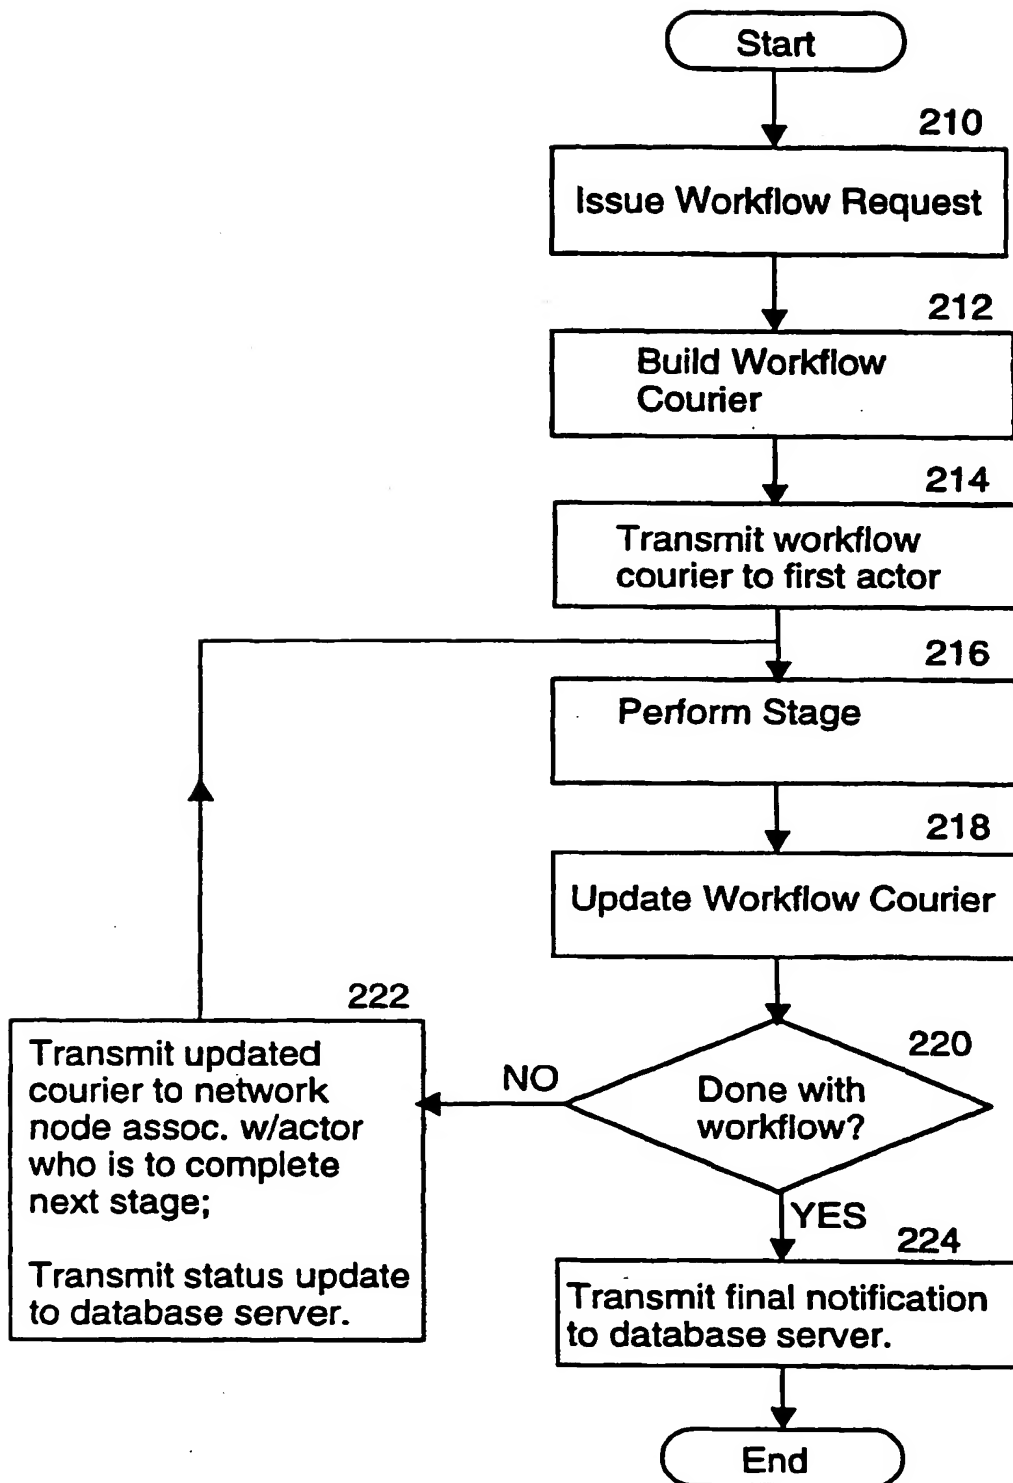 Start
210
Issue Workflow Request
212
Build Workflow
Courier
214
Transmit workflow
courier to first actor
216
Perform Stage
218
Update Workflow Courier
220
Done with
workflow?
NO
222
Transmit updated
courier to network
node assoc. w/actor
who is to complete
next stage;
Transmit status update
to database server.
YES
224
Transmit final notification
to database server.
End